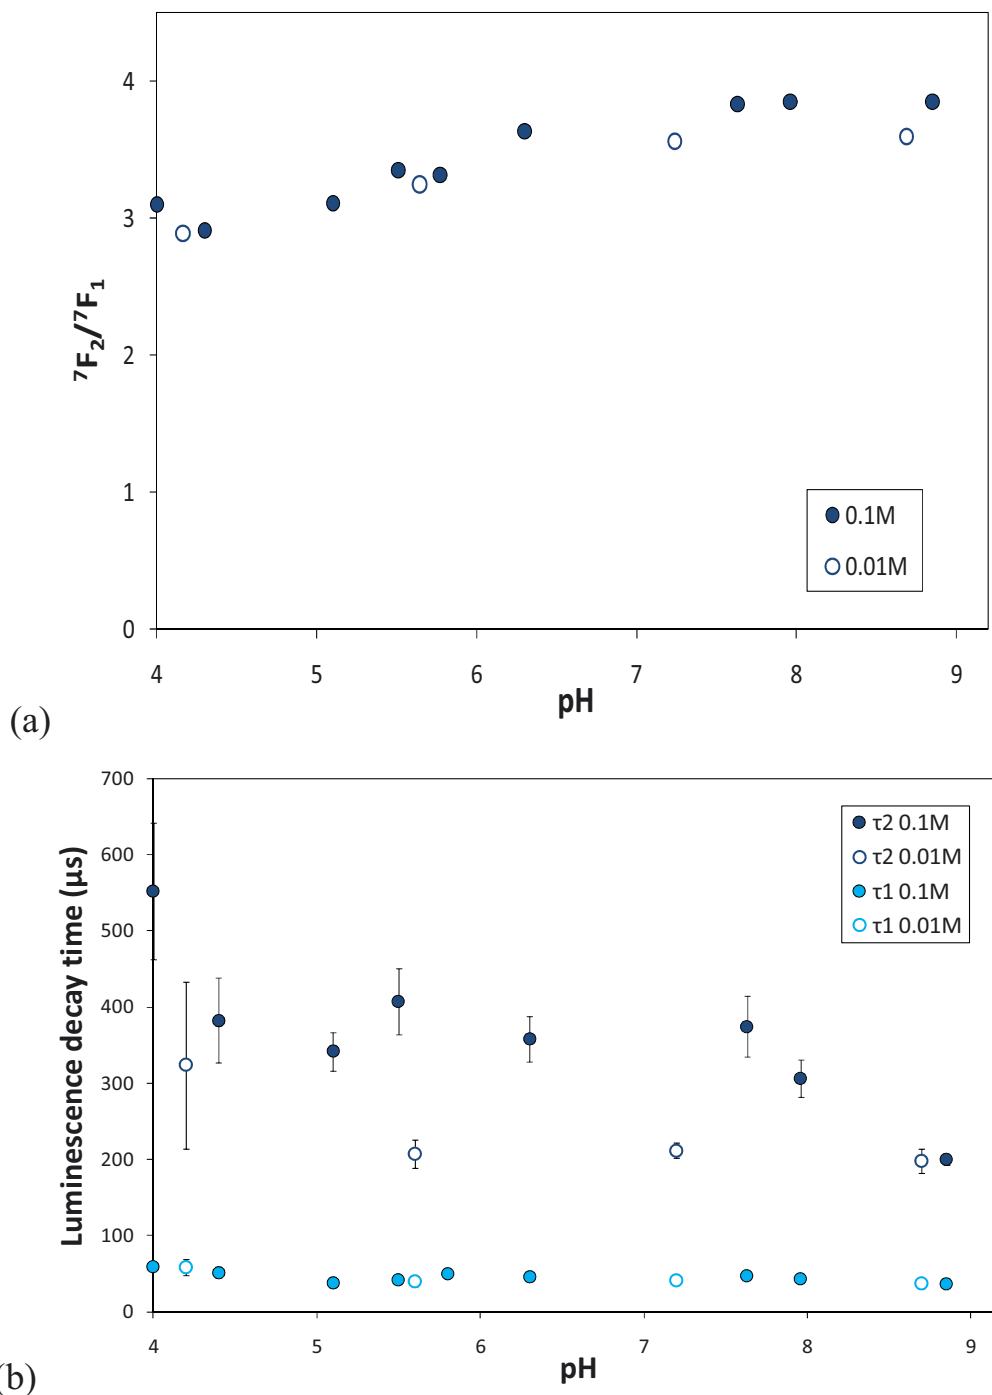 4
3
2
1
0
⁷F₂/⁷F₁
0.1M
0.01M
4 5 6 7 8 9
pH
(a)
700
600
500
400
300
200
100
0
Luminescence decay time (μs)
τ2 0.1M
τ2 0.01M
τ1 0.1M
τ1 0.01M
4 5 6 7 8 9
pH
(b)